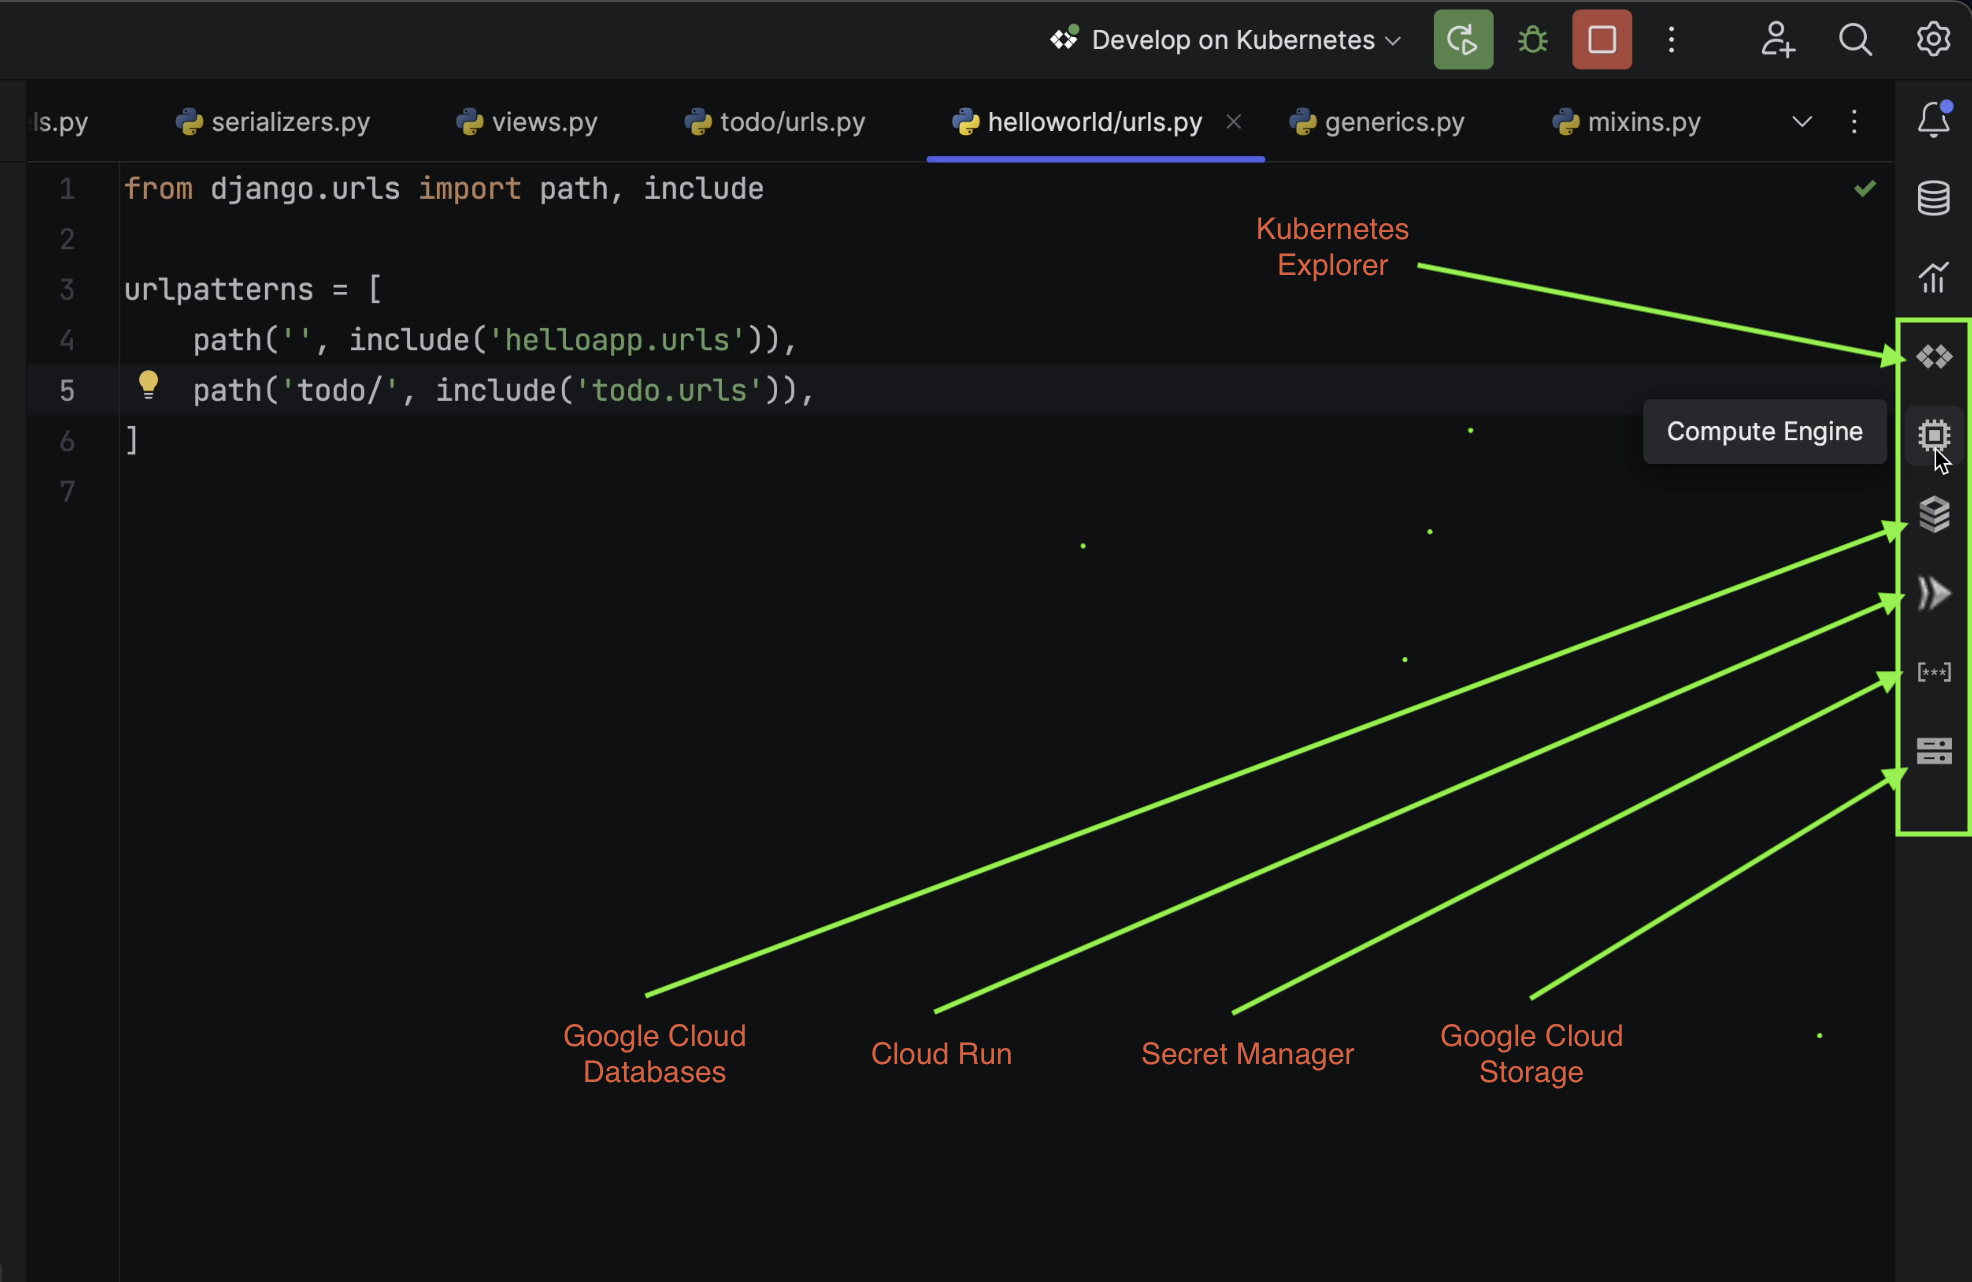 Develop on Kubernetes
ls.py serializers.py views.py todo/urls.py helloworld/urls.py generics.py mixins.py
1 from django.urls import path, include
2
3 urlpatterns = [
4 path('', include('helloapp.urls')),
5 path('todo/', include('todo.urls')),
6 ]
7
Kubernetes
Explorer
Compute Engine
[***]
Google Cloud
Databases
Cloud Run
Secret Manager
Google Cloud
Storage